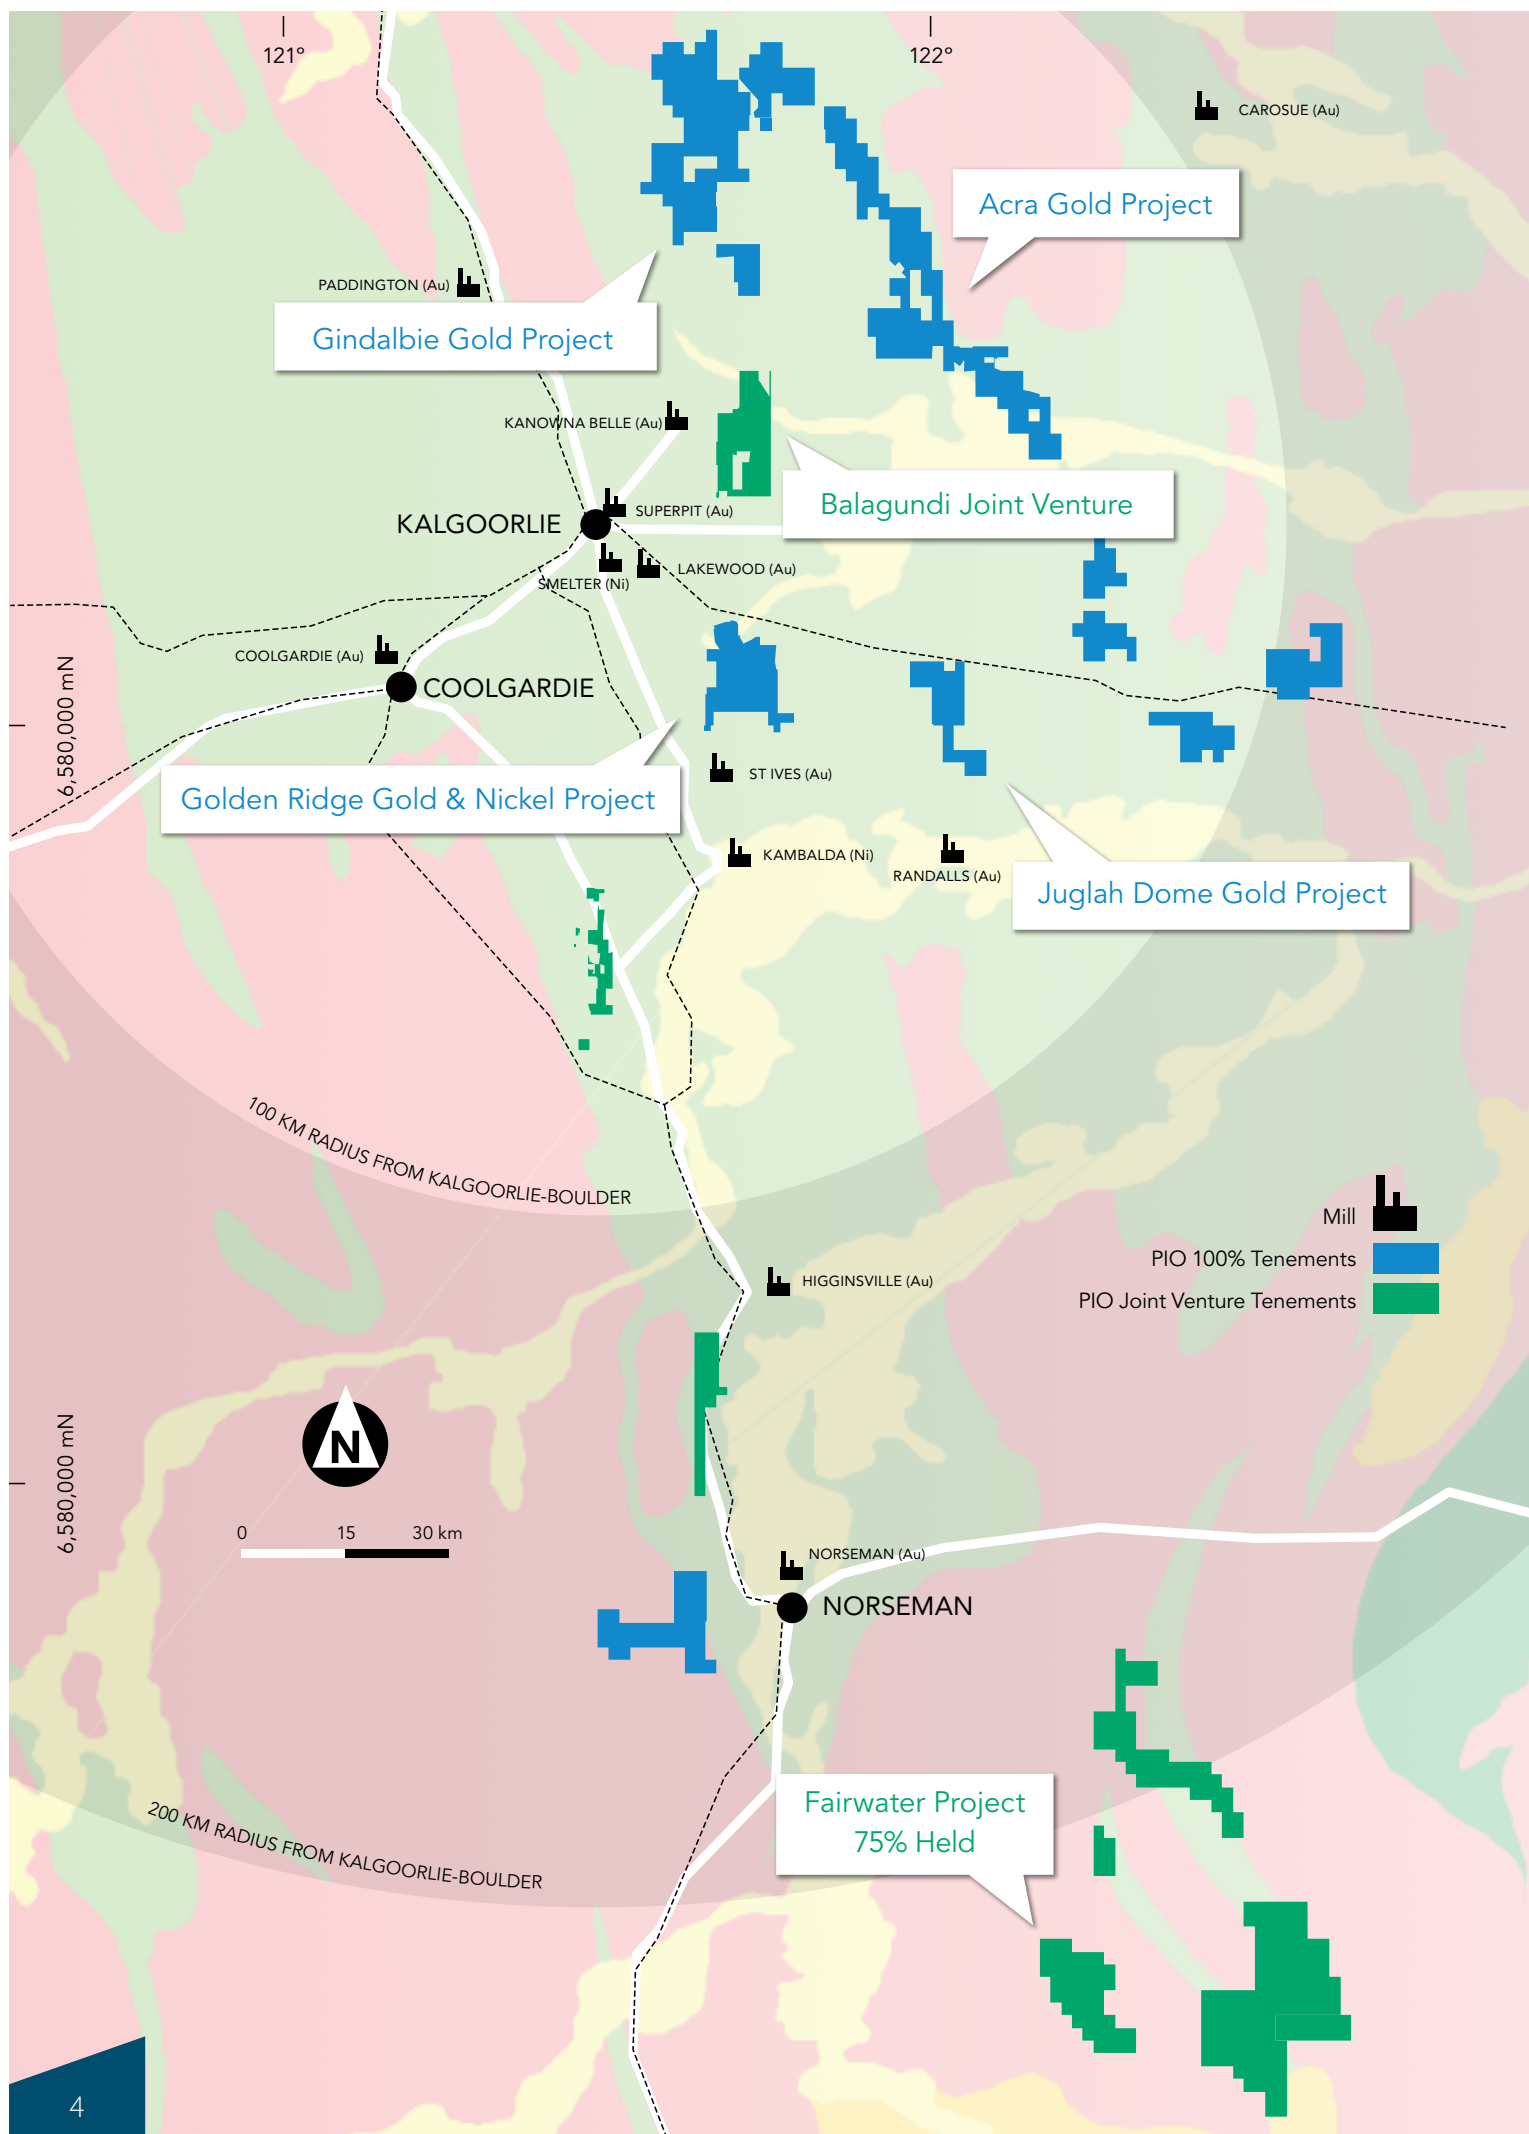 121°
122°
CAROSUE (Au)
Acra Gold Project
PADDINGTON (Au)
Gindalbie Gold Project
KANOWNA BELLE (Au)
Balagundi Joint Venture
SUPERPIT (Au)
KALGOORLIE
LAKEWOOD (Au)
SMELTER (Ni)
COOLGARDIE (Au)
COOLGARDIE
6,580,000 mN
ST IVES (Au)
Golden Ridge Gold & Nickel Project
KAMBALDA (Ni)
RANDALLS (Au)
Juglah Dome Gold Project
100 KM RADIUS FROM KALGOORLIE-BOULDER
Mill
PIO 100% Tenements
PIO Joint Venture Tenements
HIGGINSVILLE (Au)
N
6,580,000 mN
0 15 30 km
NORSEMAN (Au)
NORSEMAN
Fairwater Project
75% Held
200 KM RADIUS FROM KALGOORLIE-BOULDER
4